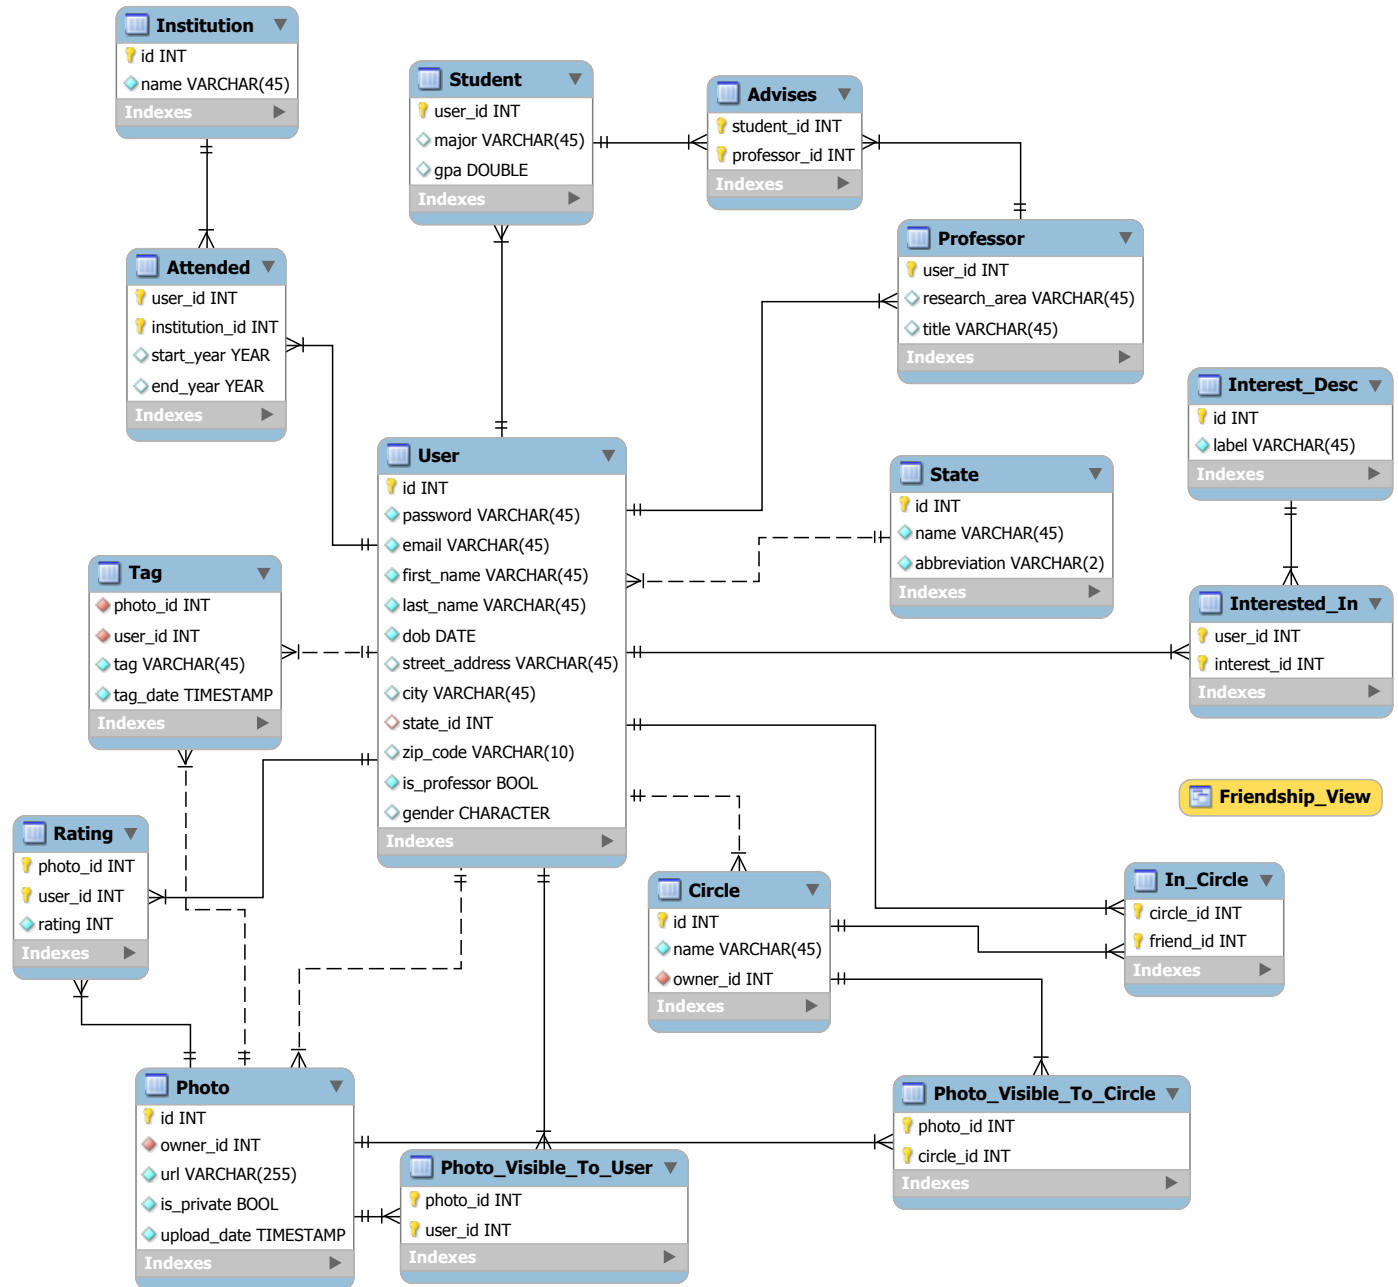 Institution
id INT
name VARCHAR(45)
Indexes
Student
user_id INT
major VARCHAR(45)
gpa DOUBLE
Indexes
Advises
student_id INT
professor_id INT
Indexes
Professor
user_id INT
research_area VARCHAR(45)
title VARCHAR(45)
Indexes
Attended
user_id INT
institution_id INT
start_year YEAR
end_year YEAR
Indexes
Interest_Desc
id INT
label VARCHAR(45)
Indexes
User
id INT
password VARCHAR(45)
email VARCHAR(45)
first_name VARCHAR(45)
last_name VARCHAR(45)
dob DATE
street_address VARCHAR(45)
city VARCHAR(45)
state_id INT
zip_code VARCHAR(10)
is_professor BOOL
gender CHARACTER
Indexes
State
id INT
name VARCHAR(45)
abbreviation VARCHAR(2)
Indexes
Tag
photo_id INT
user_id INT
tag VARCHAR(45)
tag_date TIMESTAMP
Indexes
Interested_In
user_id INT
interest_id INT
Indexes
Friendship_View
Rating
photo_id INT
user_id INT
rating INT
Indexes
Circle
id INT
name VARCHAR(45)
owner_id INT
Indexes
In_Circle
circle_id INT
friend_id INT
Indexes
Photo
id INT
owner_id INT
url VARCHAR(255)
is_private BOOL
upload_date TIMESTAMP
Indexes
Photo_Visible_To_User
photo_id INT
user_id INT
Indexes
Photo_Visible_To_Circle
photo_id INT
circle_id INT
Indexes